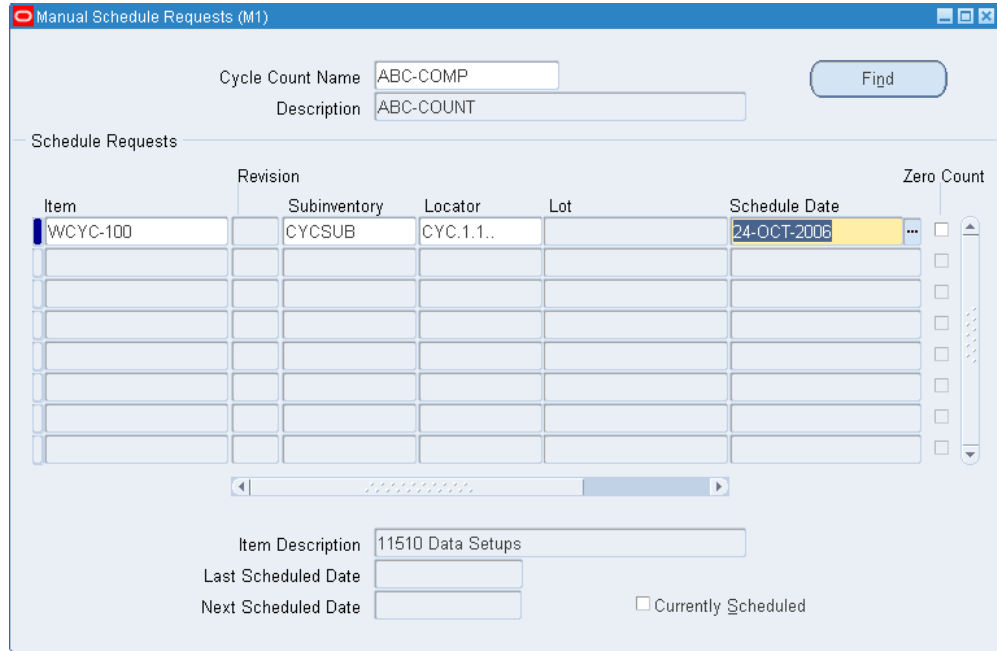 Manual Schedule Requests (M1)
Cycle Count Name ABC-COMP
Find
Description ABC-COUNT
Schedule Requests
Revision Zero Count
Item Subinventory Locator Lot Schedule Date
WCYC-100 CYCSUB CYC.1.1.. 24-OCT-2006 ...
Item Description 11510 Data Setups
Last Scheduled Date
Next Scheduled Date Currently Scheduled